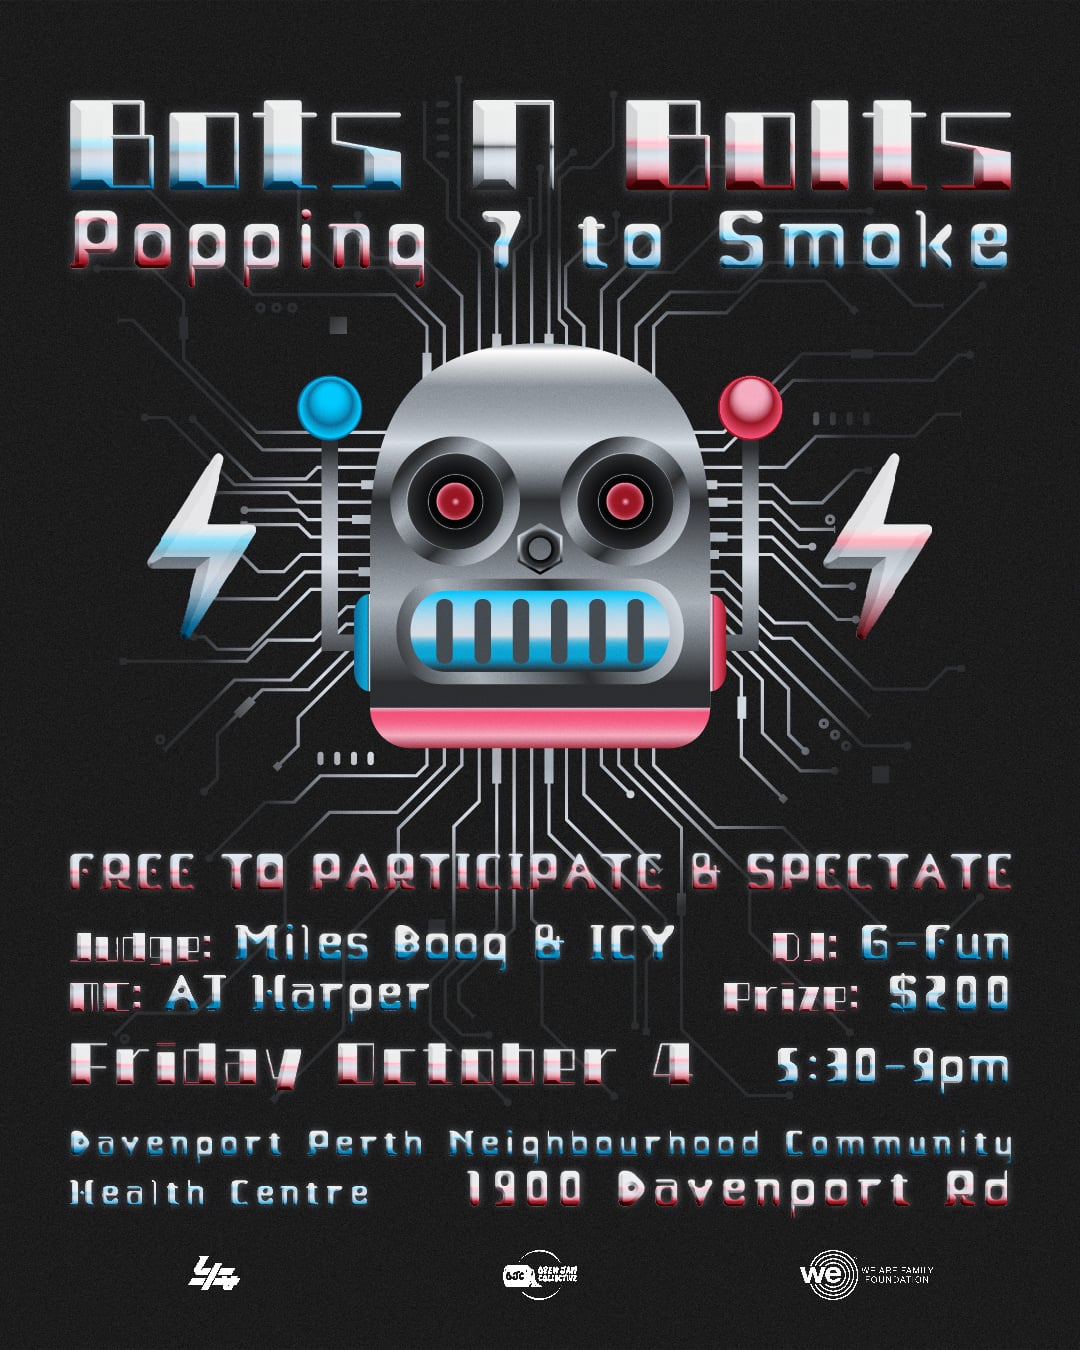 Bots N Bolts
Popping 7 to Smoke
FREE TO PARTICIPATE & SPECTATE
Judge: Miles Boog & ICY DJ: G-Fun
MC: AJ Harper Prize: $200
Friday October 4 5:30-9pm
Davenport Perth Neighbourhood Community
Health Centre 1900 Davenport Rd
OJC OPEN JAM
COLLECTIVE
we WE ARE FAMILY
FOUNDATION